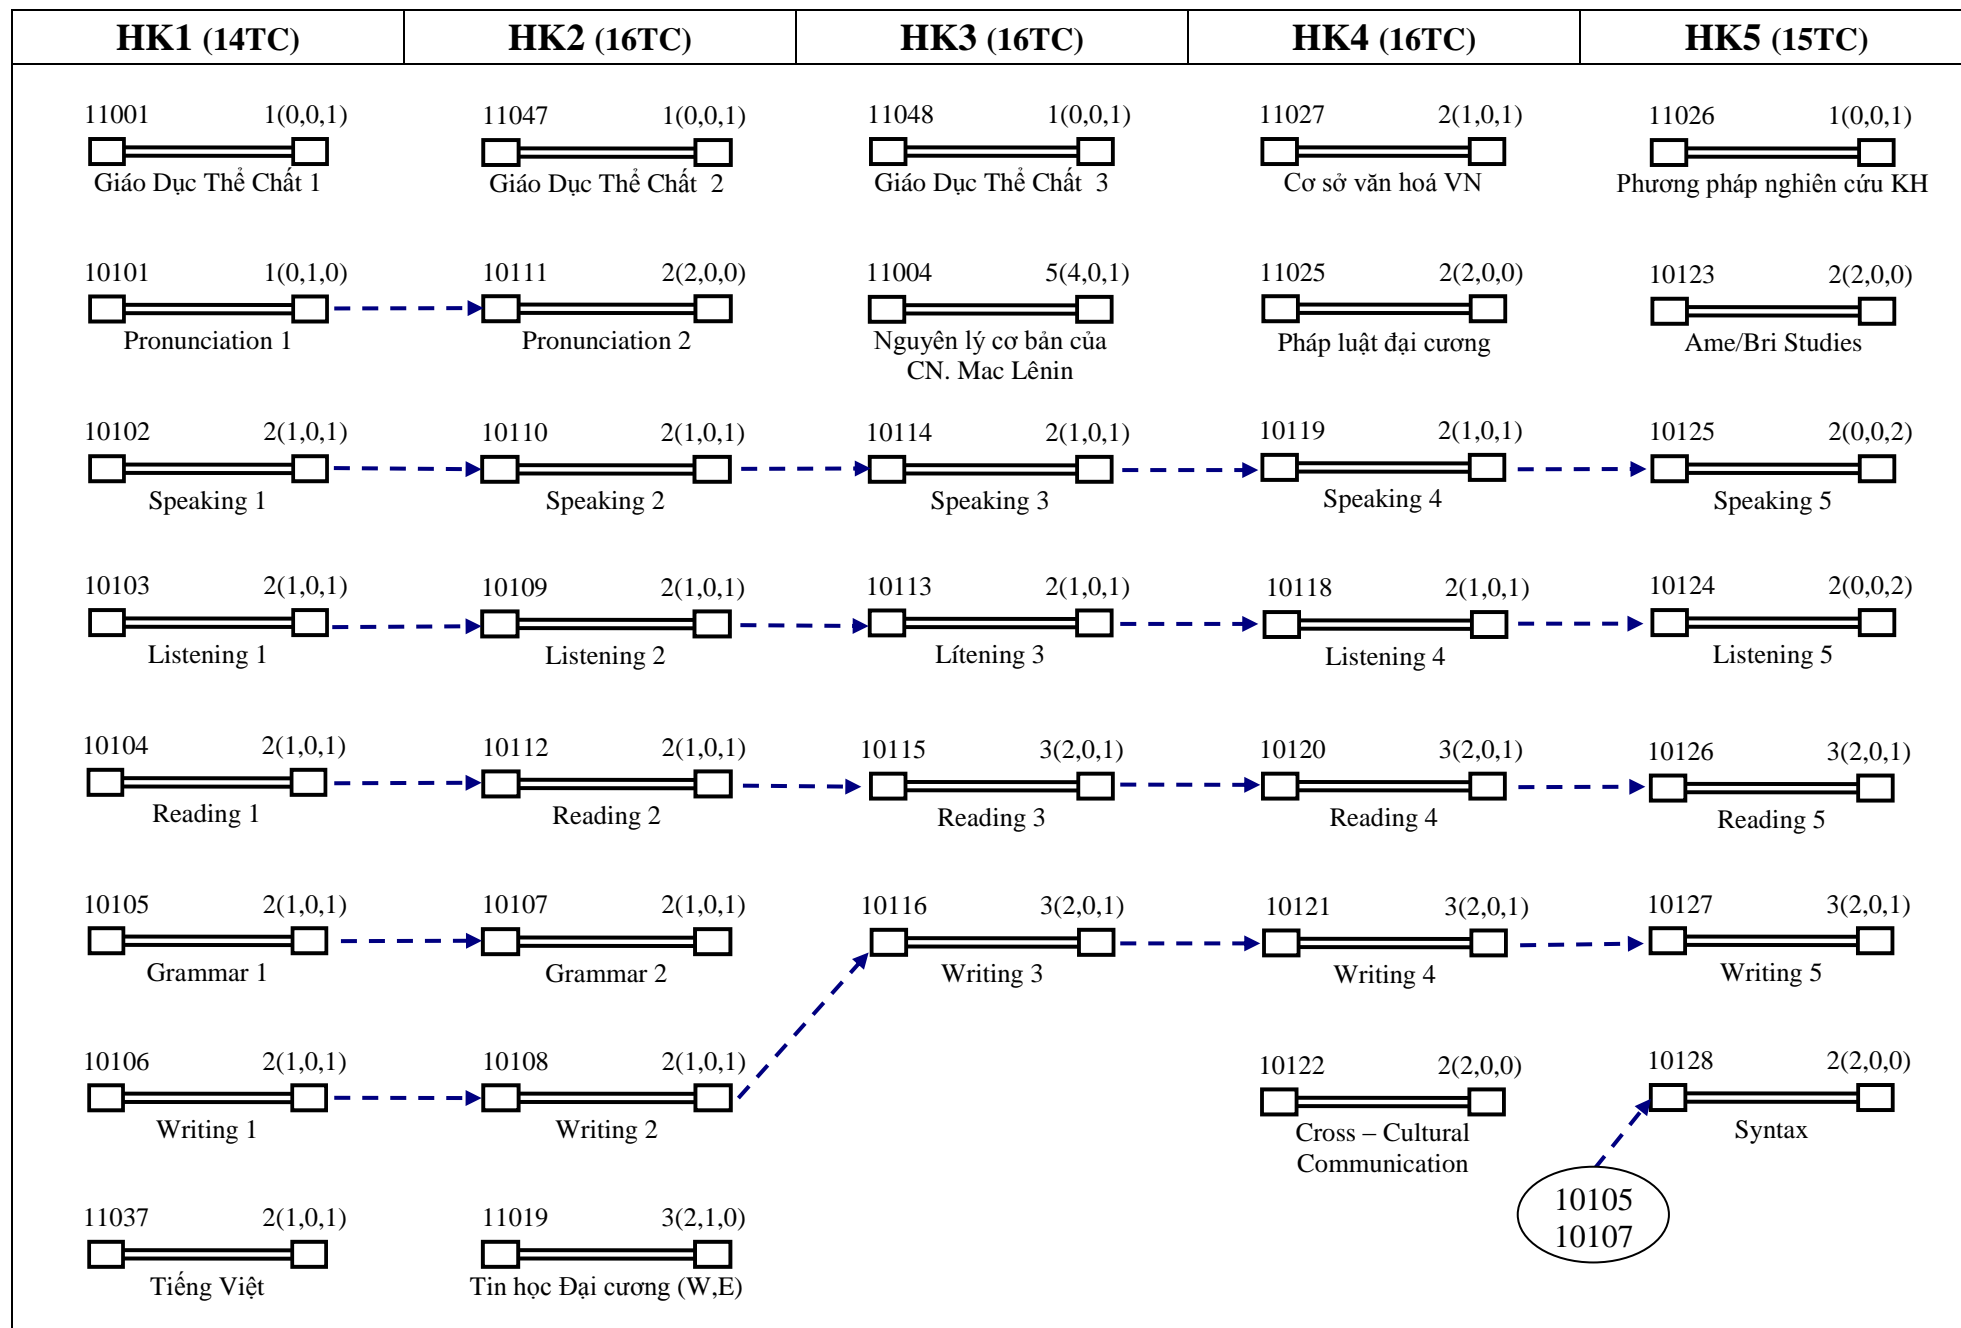 HK1 (14TC) HK2 (16TC) HK3 (16TC) HK4 (16TC) HK5 (15TC)
11001 1(0,0,1) 11047 1(0,0,1) 11048 1(0,0,1) 11027 2(1,0,1) 11026 1(0,0,1)
Giáo Dục Thể Chất 1 Giáo Dục Thể Chất 2 Giáo Dục Thể Chất 3 Cơ sở văn hoá VN Phương pháp nghiên cứu KH
10101 1(0,1,0) 10111 2(2,0,0) 11004 5(4,0,1) 11025 2(2,0,0) 10123 2(2,0,0)
Pronunciation 1 Pronunciation 2 Nguyên lý cơ bản của Pháp luật đại cương Ame/Bri Studies
CN. Mac Lênin
10102 2(1,0,1) 10110 2(1,0,1) 10114 2(1,0,1) 10119 2(1,0,1) 10125 2(0,0,2)
Speaking 1 Speaking 2 Speaking 3 Speaking 4 Speaking 5
10103 2(1,0,1) 10109 2(1,0,1) 10113 2(1,0,1) 10118 2(1,0,1) 10124 2(0,0,2)
Listening 1 Listening 2 Lítening 3 Listening 4 Listening 5
10104 2(1,0,1) 10112 2(1,0,1) 10115 3(2,0,1) 10120 3(2,0,1) 10126 3(2,0,1)
Reading 1 Reading 2 Reading 3 Reading 4 Reading 5
10105 2(1,0,1) 10107 2(1,0,1) 10116 3(2,0,1) 10121 3(2,0,1) 10127 3(2,0,1)
Grammar 1 Grammar 2 Writing 3 Writing 4 Writing 5
10106 2(1,0,1) 10108 2(1,0,1) 10122 2(2,0,0) 10128 2(2,0,0)
Writing 1 Writing 2 Cross – Cultural Syntax
Communication
10105
10107
11037 2(1,0,1) 11019 3(2,1,0)
Tiếng Việt Tin học Đại cương (W,E)